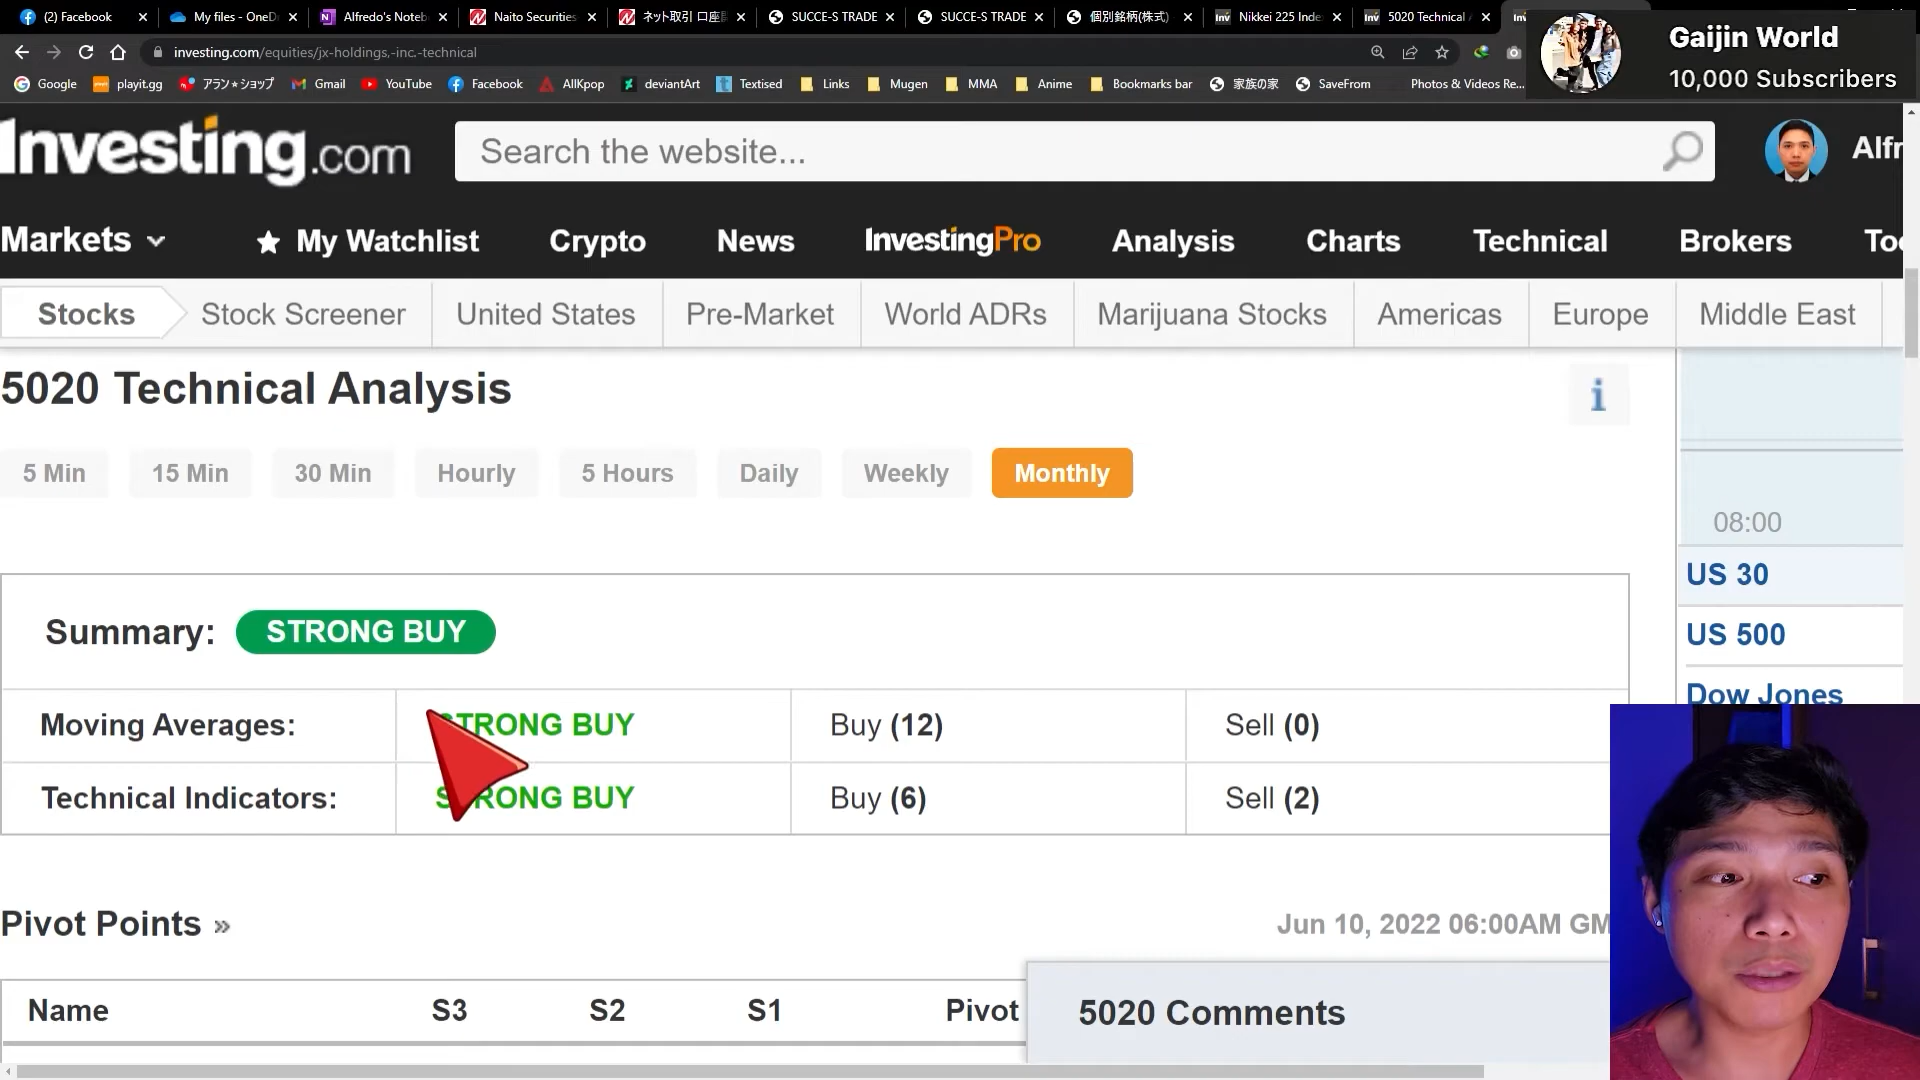 (2) Facebook
My files - OneD
Alfredo's Noteb
Naito Securities
ネット取引 口座
SUCCE-S TRADE
SUCCE-S TRADE
個別銘柄(株式)
Nikkei 225 Inde
5020 Technical A
investing.com/equities/jx-holdings,-inc.-technical
Gaijin World
10,000 Subscribers
Google
playit.gg
アラン★ショップ
Gmail
YouTube
Facebook
AllKpop
deviantArt
Textised
Links
Mugen
MMA
Anime
Bookmarks bar
家族の家
SaveFrom
Photos & Videos Re...
Investing.com
Search the website...
Alfr
Markets
My Watchlist
Crypto
News
InvestingPro
Analysis
Charts
Technical
Brokers
Too
Stocks
Stock Screener
United States
Pre-Market
World ADRs
Marijuana Stocks
Americas
Europe
Middle East
5020 Technical Analysis
i
5 Min
15 Min
30 Min
Hourly
5 Hours
Daily
Weekly
Monthly
08:00
US 30
US 500
Dow Jones
Summary: STRONG BUY
Moving Averages: STRONG BUY Buy (12) Sell (0)
Technical Indicators: STRONG BUY Buy (6) Sell (2)
Pivot Points »
Jun 10, 2022 06:00AM GM
Name S3 S2 S1 Pivot
5020 Comments